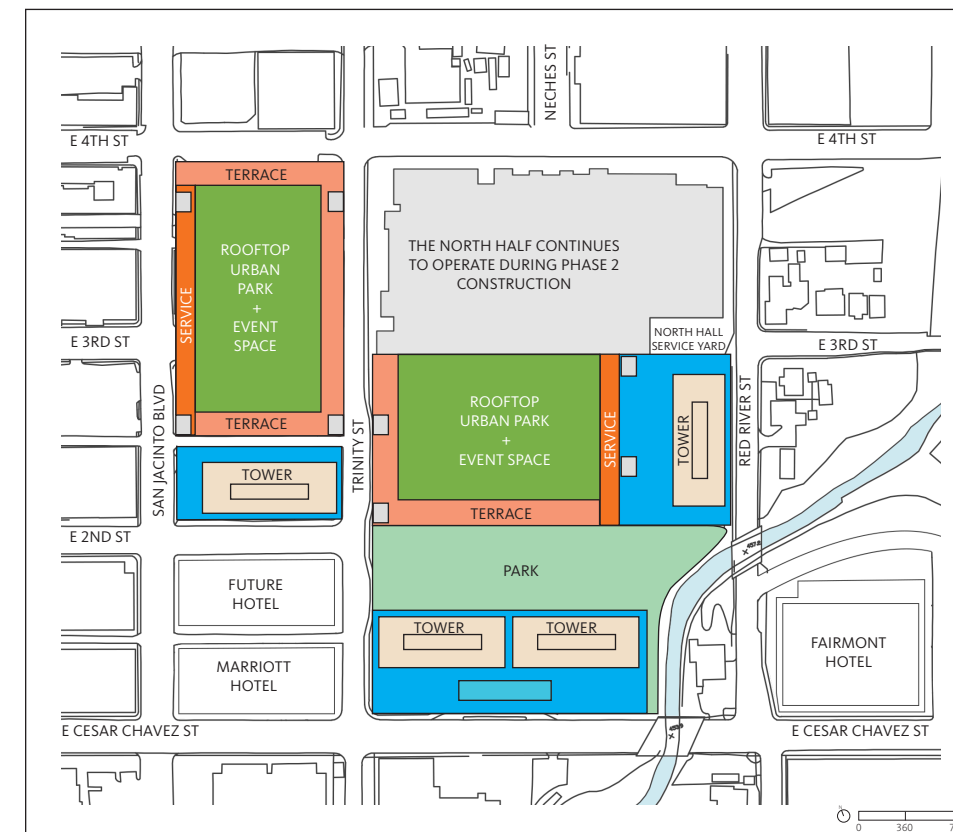 NECHES ST
E 4TH ST
E 4TH ST
TERRACE
ROOFTOP
URBAN
PARK
+
EVENT
SPACE
SERVICE
TERRACE
THE NORTH HALF CONTINUES
TO OPERATE DURING PHASE 2
CONSTRUCTION
NORTH HALL
SERVICE YARD
E 3RD ST
E 3RD ST
SAN JACINTO BLVD
TRINITY ST
RED RIVER ST
ROOFTOP
URBAN PARK
+
EVENT SPACE
SERVICE
TOWER
TERRACE
TOWER
E 2ND ST
PARK
FUTURE
HOTEL
TOWER
TOWER
MARRIOTT
HOTEL
FAIRMONT
HOTEL
E CESAR CHAVEZ ST
E CESAR CHAVEZ ST
N
0 360